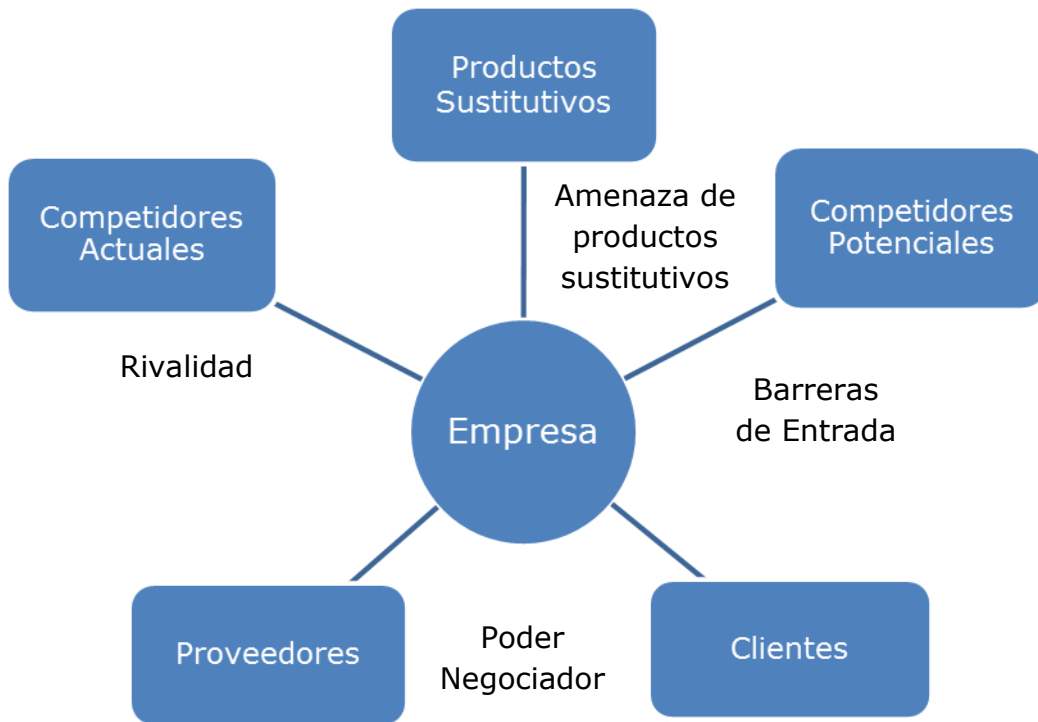 Productos
Sustitutivos
Competidores
Actuales
Amenaza de
productos
sustitutivos
Competidores
Potenciales
Rivalidad
Barreras
de Entrada
Empresa
Proveedores
Poder
Negociador
Clientes